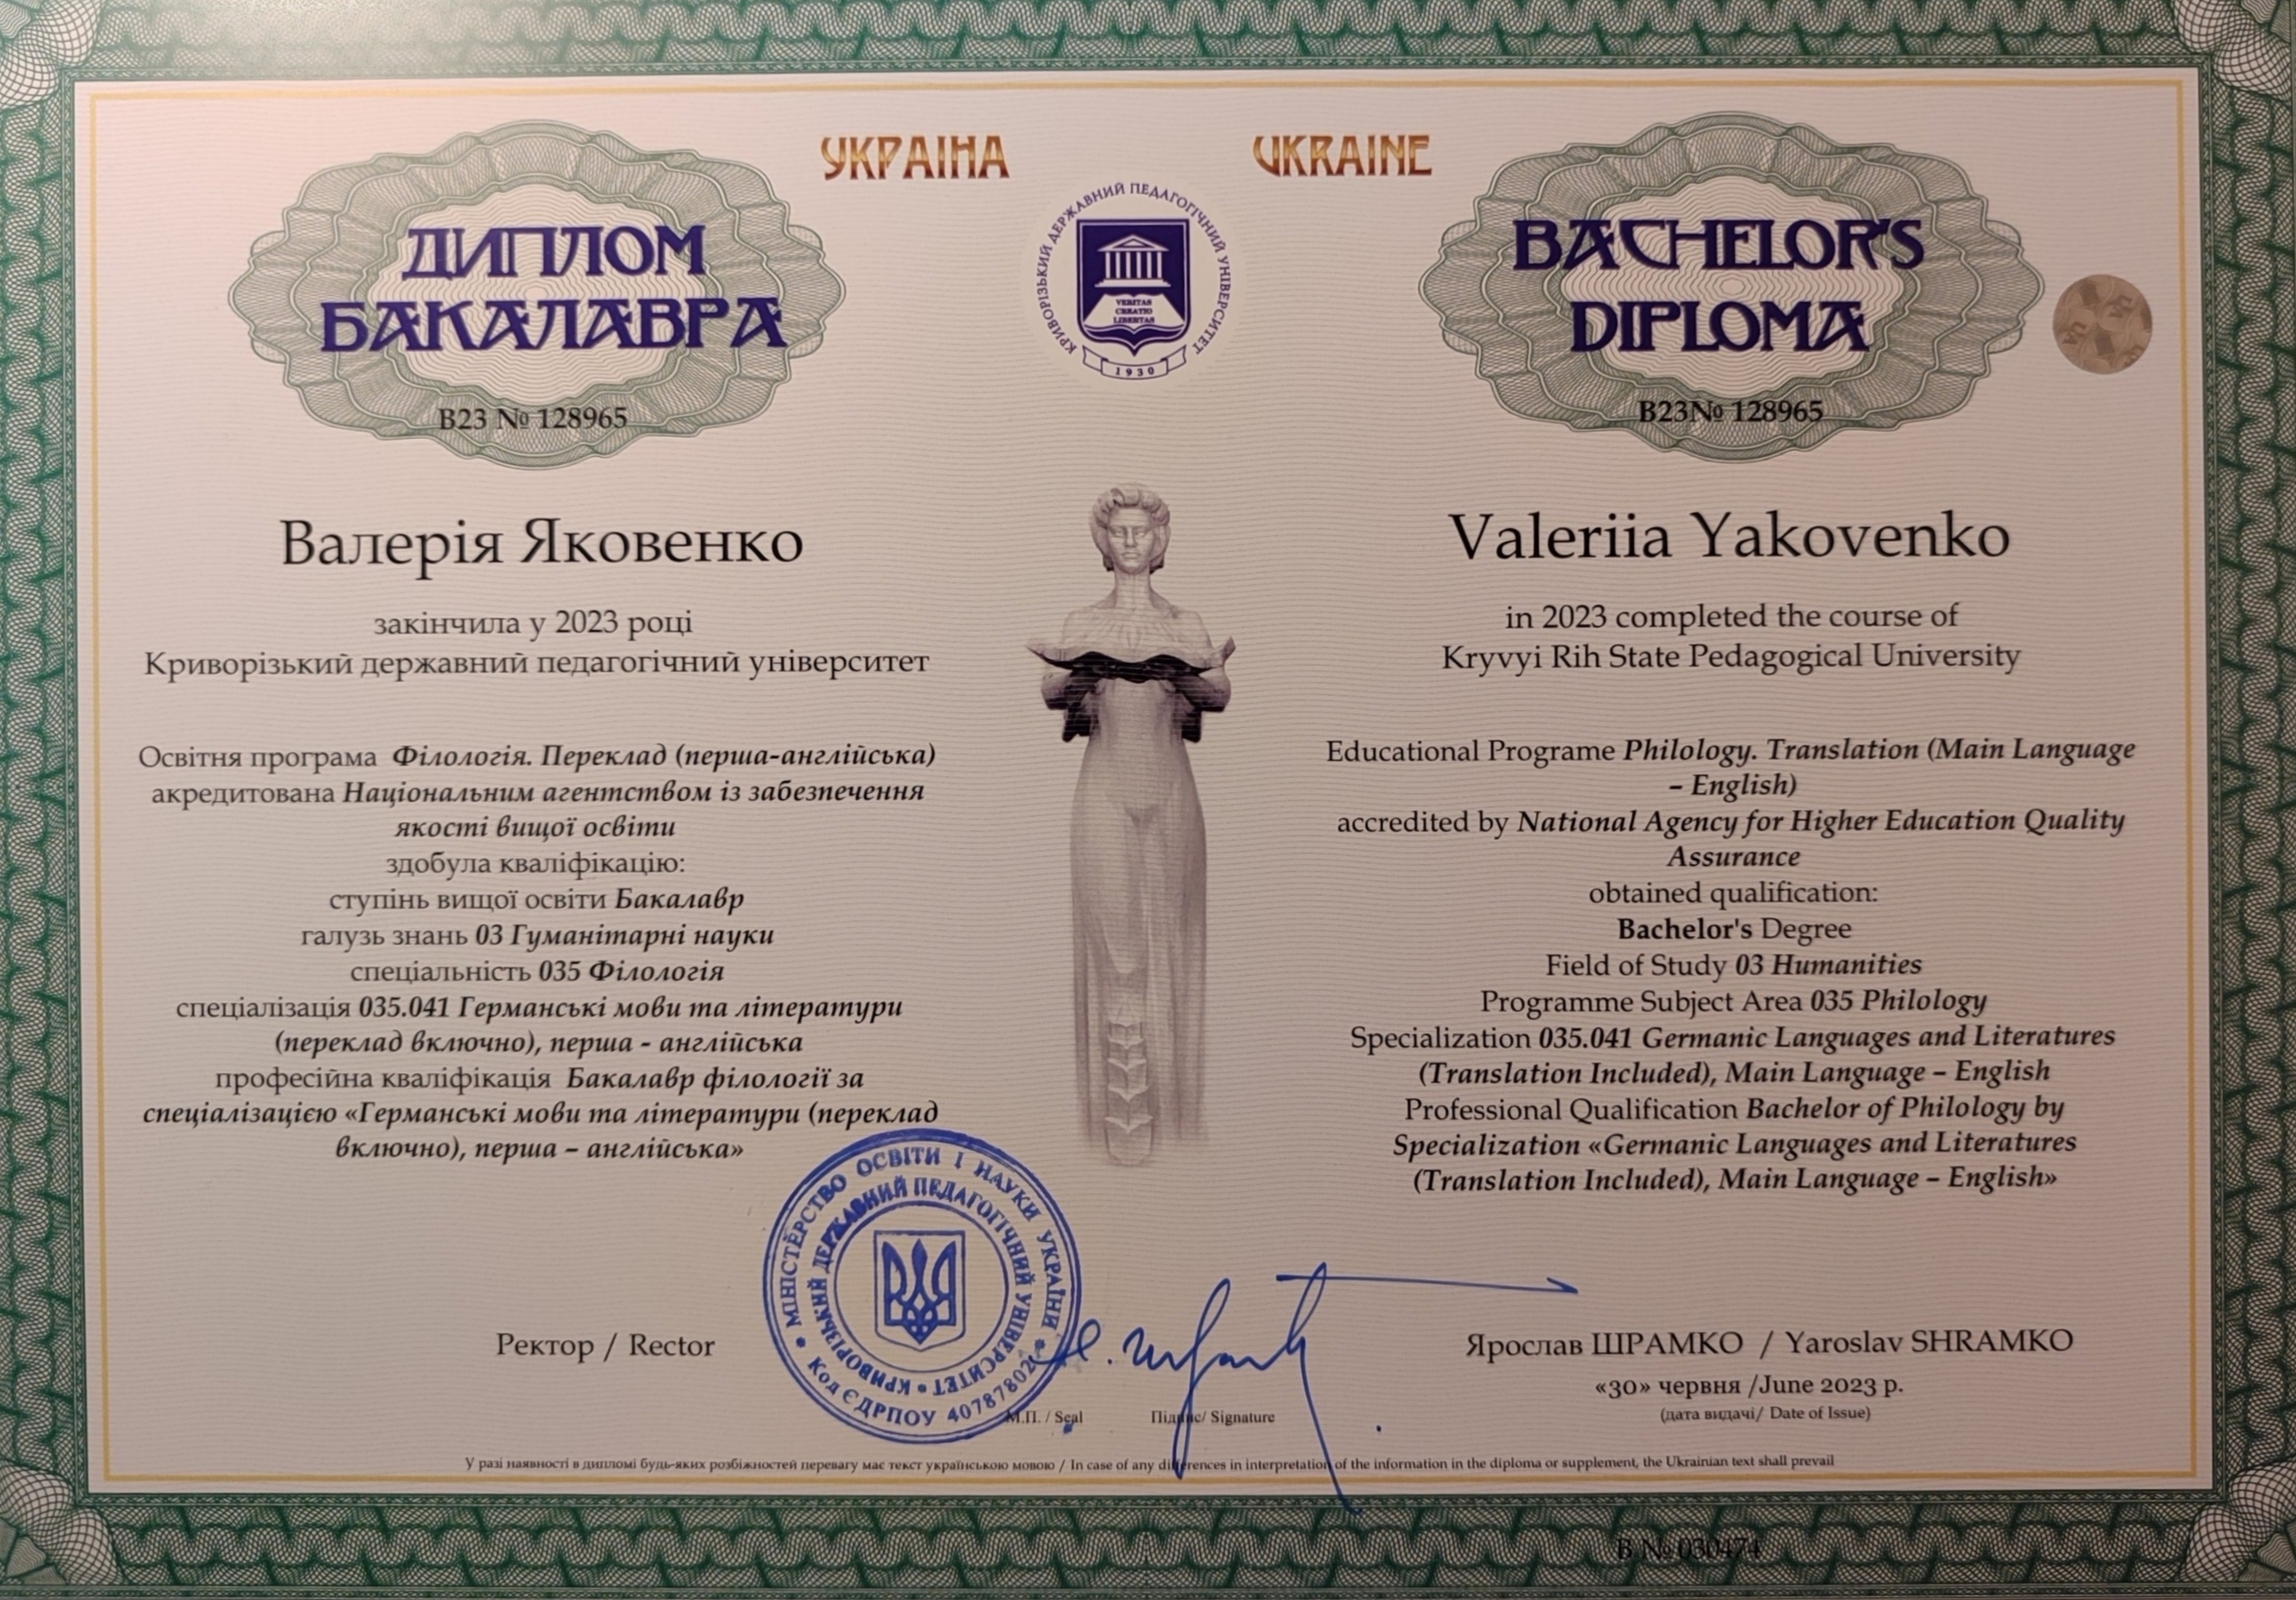 УКРАЇНА
ДИПЛОМ
БАКАЛАВРА
В23 № 128965
Валерія Яковенко
закінчила у 2023 році
Криворізький державний педагогічний університет
Освітня програма Філологія. Переклад (перша-англійська)
акредитована Національним агентством із забезпечення
якості вищої освіти
здобула кваліфікацію:
ступінь вищої освіти Бакалавр
галузь знань 03 Гуманітарні науки
спеціальність 035 Філологія
спеціалізація 035.041 Германські мови та літератури
(переклад включно), перша - англійська
професійна кваліфікація Бакалавр філології за
спеціалізацією «Германські мови та літератури (переклад
включно), перша – англійська»
КРИВОРІЗЬКИЙ ДЕРЖАВНИЙ ПЕДАГОГІЧНИЙ УНІВЕРСИТЕТ
VERITAS
CREATIO
LIBERTAS
1930
UKRAINE
BACHELOR'S
DIPLOMA
B23№ 128965
Valeriia Yakovenko
in 2023 completed the course of
Kryvyi Rih State Pedagogical University
Educational Programe Philology. Translation (Main Language
– English)
accredited by National Agency for Higher Education Quality
Assurance
obtained qualification:
Bachelor's Degree
Field of Study 03 Humanities
Programme Subject Area 035 Philology
Specialization 035.041 Germanic Languages and Literatures
(Translation Included), Main Language – English
Professional Qualification Bachelor of Philology by
Specialization «Germanic Languages and Literatures
(Translation Included), Main Language – English»
Ректор / Rector
МІНІСТЕРСТВО ОСВІТИ І НАУКИ УКРАЇНИ
КРИВОРІЗЬКИЙ ДЕРЖАВНИЙ ПЕДАГОГІЧНИЙ УНІВЕРСИТЕТ
Код ЄДРПОУ
М.П. / Seal
Підпис/ Signature
Ярослав ШРАМКО / Yaroslav SHRAMKO
«30» червня /June 2023 р.
(дата видачі/ Date of Issue)
У разі наявності в дипломі будь-яких розбіжностей перевагу має текст українською мовою / In case of any differences in interpretation of the information in the diploma or supplement, the Ukrainian text shall prevail
В № 030474